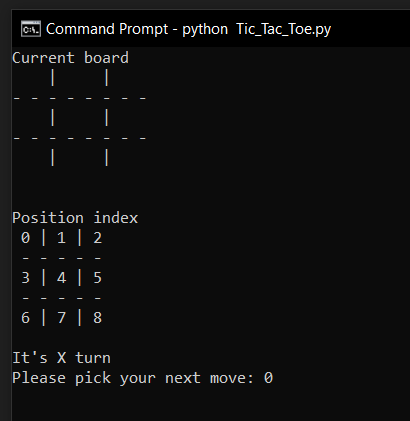 Command Prompt - python  Tic_Tac_Toe.py
Current board
    |     |
- - - - - - - -
    |     |
- - - - - - - -
    |     |
Position index
 0 | 1 | 2
 - - - - -
 3 | 4 | 5
 - - - - -
 6 | 7 | 8
It's X turn
Please pick your next move: 0